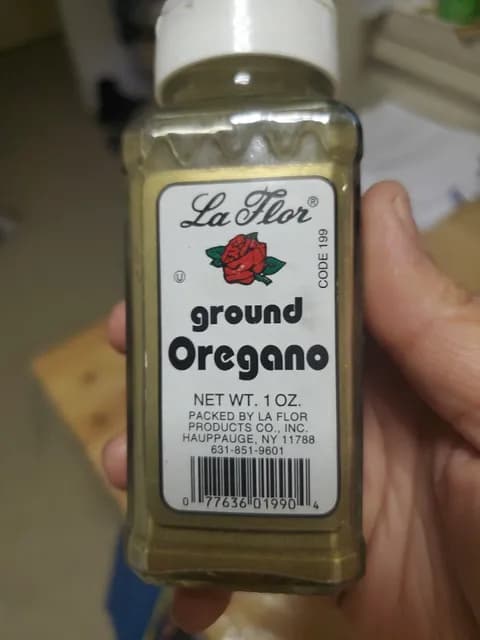 La Flor®
CODE 199
U
ground
Oregano
NET WT. 1 OZ.
PACKED BY LA FLOR
PRODUCTS CO., INC.
HAUPPAUGE, NY 11788
631-851-9601
0 77636 01990 4